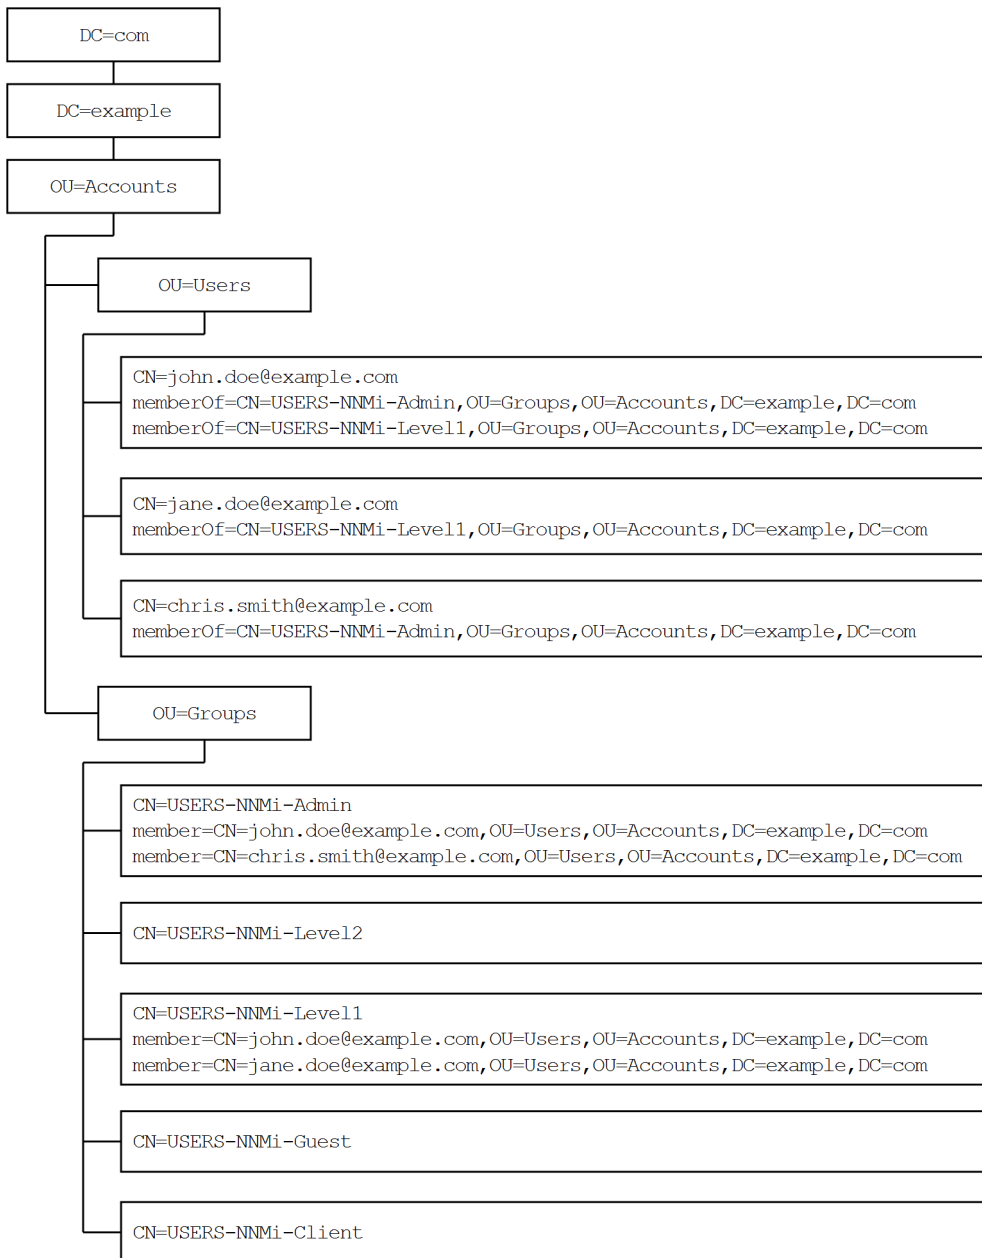 DC=com
DC=example
OU=Accounts
OU=Users
CN=john.doe@example.com
memberOf=CN=USERS-NNMi-Admin,OU=Groups,OU=Accounts,DC=example,DC=com
memberOf=CN=USERS-NNMi-Level1,OU=Groups,OU=Accounts,DC=example,DC=com
CN=jane.doe@example.com
memberOf=CN=USERS-NNMi-Level1,OU=Groups,OU=Accounts,DC=example,DC=com
CN=chris.smith@example.com
memberOf=CN=USERS-NNMi-Admin,OU=Groups,OU=Accounts,DC=example,DC=com
OU=Groups
CN=USERS-NNMi-Admin
member=CN=john.doe@example.com,OU=Users,OU=Accounts,DC=example,DC=com
member=CN=chris.smith@example.com,OU=Users,OU=Accounts,DC=example,DC=com
CN=USERS-NNMi-Level2
CN=USERS-NNMi-Level1
member=CN=john.doe@example.com,OU=Users,OU=Accounts,DC=example,DC=com
member=CN=jane.doe@example.com,OU=Users,OU=Accounts,DC=example,DC=com
CN=USERS-NNMi-Guest
CN=USERS-NNMi-Client